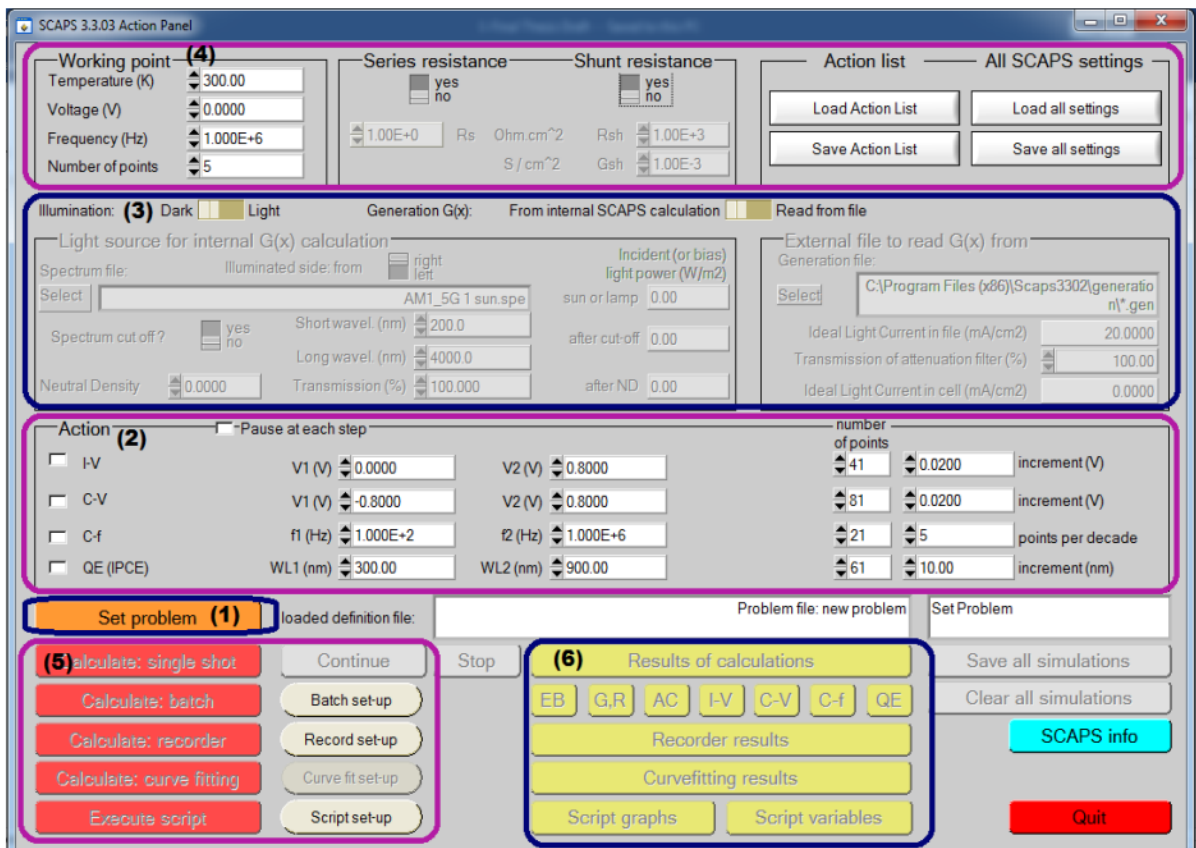 SCAPS 3.3.03 Action Panel
Working point (4) Series resistance Shunt resistance Action list All SCAPS settings
Temperature (K) 300.00 yes no yes no
Voltage (V) 0.0000 Load Action List Load all settings
Frequency (Hz) 1.000E+6 1.00E+0 Rs Ohm.cm^2 Rsh 1.00E+3
Number of points 5 S / cm^2 Gsh 1.00E-3 Save Action List Save all settings
Illumination: (3) Dark Light Generation G(x): From internal SCAPS calculation Read from file
Light source for internal G(x) calculation
Spectrum file: Illuminated side: from right left
Incident (or bias)
light power (W/m2)
Select AM1_5G 1 sun.spe sun or lamp 0.00
Spectrum cut off ? yes no Short wavel. (nm) 200.0 after cut-off 0.00
Long wavel. (nm) 4000.0
Neutral Density 0.0000 Transmission (%) 100.000 after ND 0.00
External file to read G(x) from
Generation file:
Select C:\Program Files (x86)\Scaps3302\generatio
n\*.gen
Ideal Light Current in file (mA/cm2) 20.0000
Transmission of attenuation filter (%) 100.00
Ideal Light Current in cell (mA/cm2) 0.0000
Action (2) Pause at each step number
of points
I-V V1 (V) 0.0000 V2 (V) 0.8000 41 0.0200 increment (V)
C-V V1 (V) -0.8000 V2 (V) 0.8000 81 0.0200 increment (V)
C-f f1 (Hz) 1.000E+2 f2 (Hz) 1.000E+6 21 5 points per decade
QE (IPCE) WL1 (nm) 300.00 WL2 (nm) 900.00 61 10.00 increment (nm)
Set problem (1) loaded definition file: Problem file: new problem Set Problem
(5) Calculate: single shot Continue Stop (6) Results of calculations Save all simulations
Calculate: batch Batch set-up EB G,R AC I-V C-V C-f QE Clear all simulations
Calculate: recorder Record set-up Recorder results SCAPS info
Calculate: curve fitting Curve fit set-up Curvefitting results
Execute script Script set-up Script graphs Script variables Quit